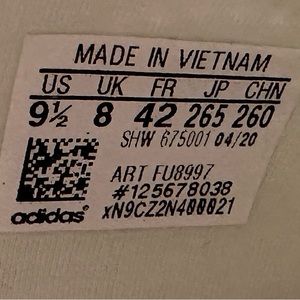 MADE IN VIETNAM
US UK FR JP CHN
9½ 8 42 265 260
SHW 675001 04/20
ART FU8997
#125678038
adidas® xN9CZ2N400021